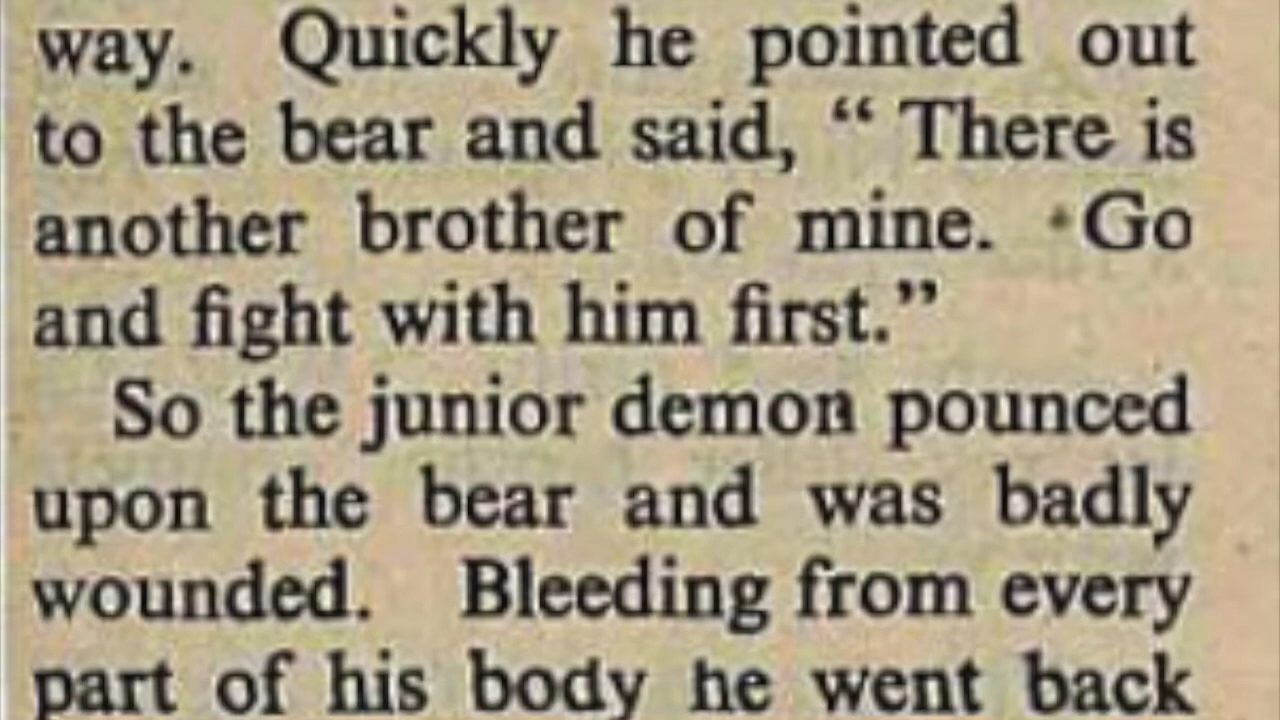 way. Quickly he pointed out
to the bear and said, “ There is
another brother of mine. Go
and fight with him first.”
So the junior demon pounced
upon the bear and was badly
wounded. Bleeding from every
part of his body he went back